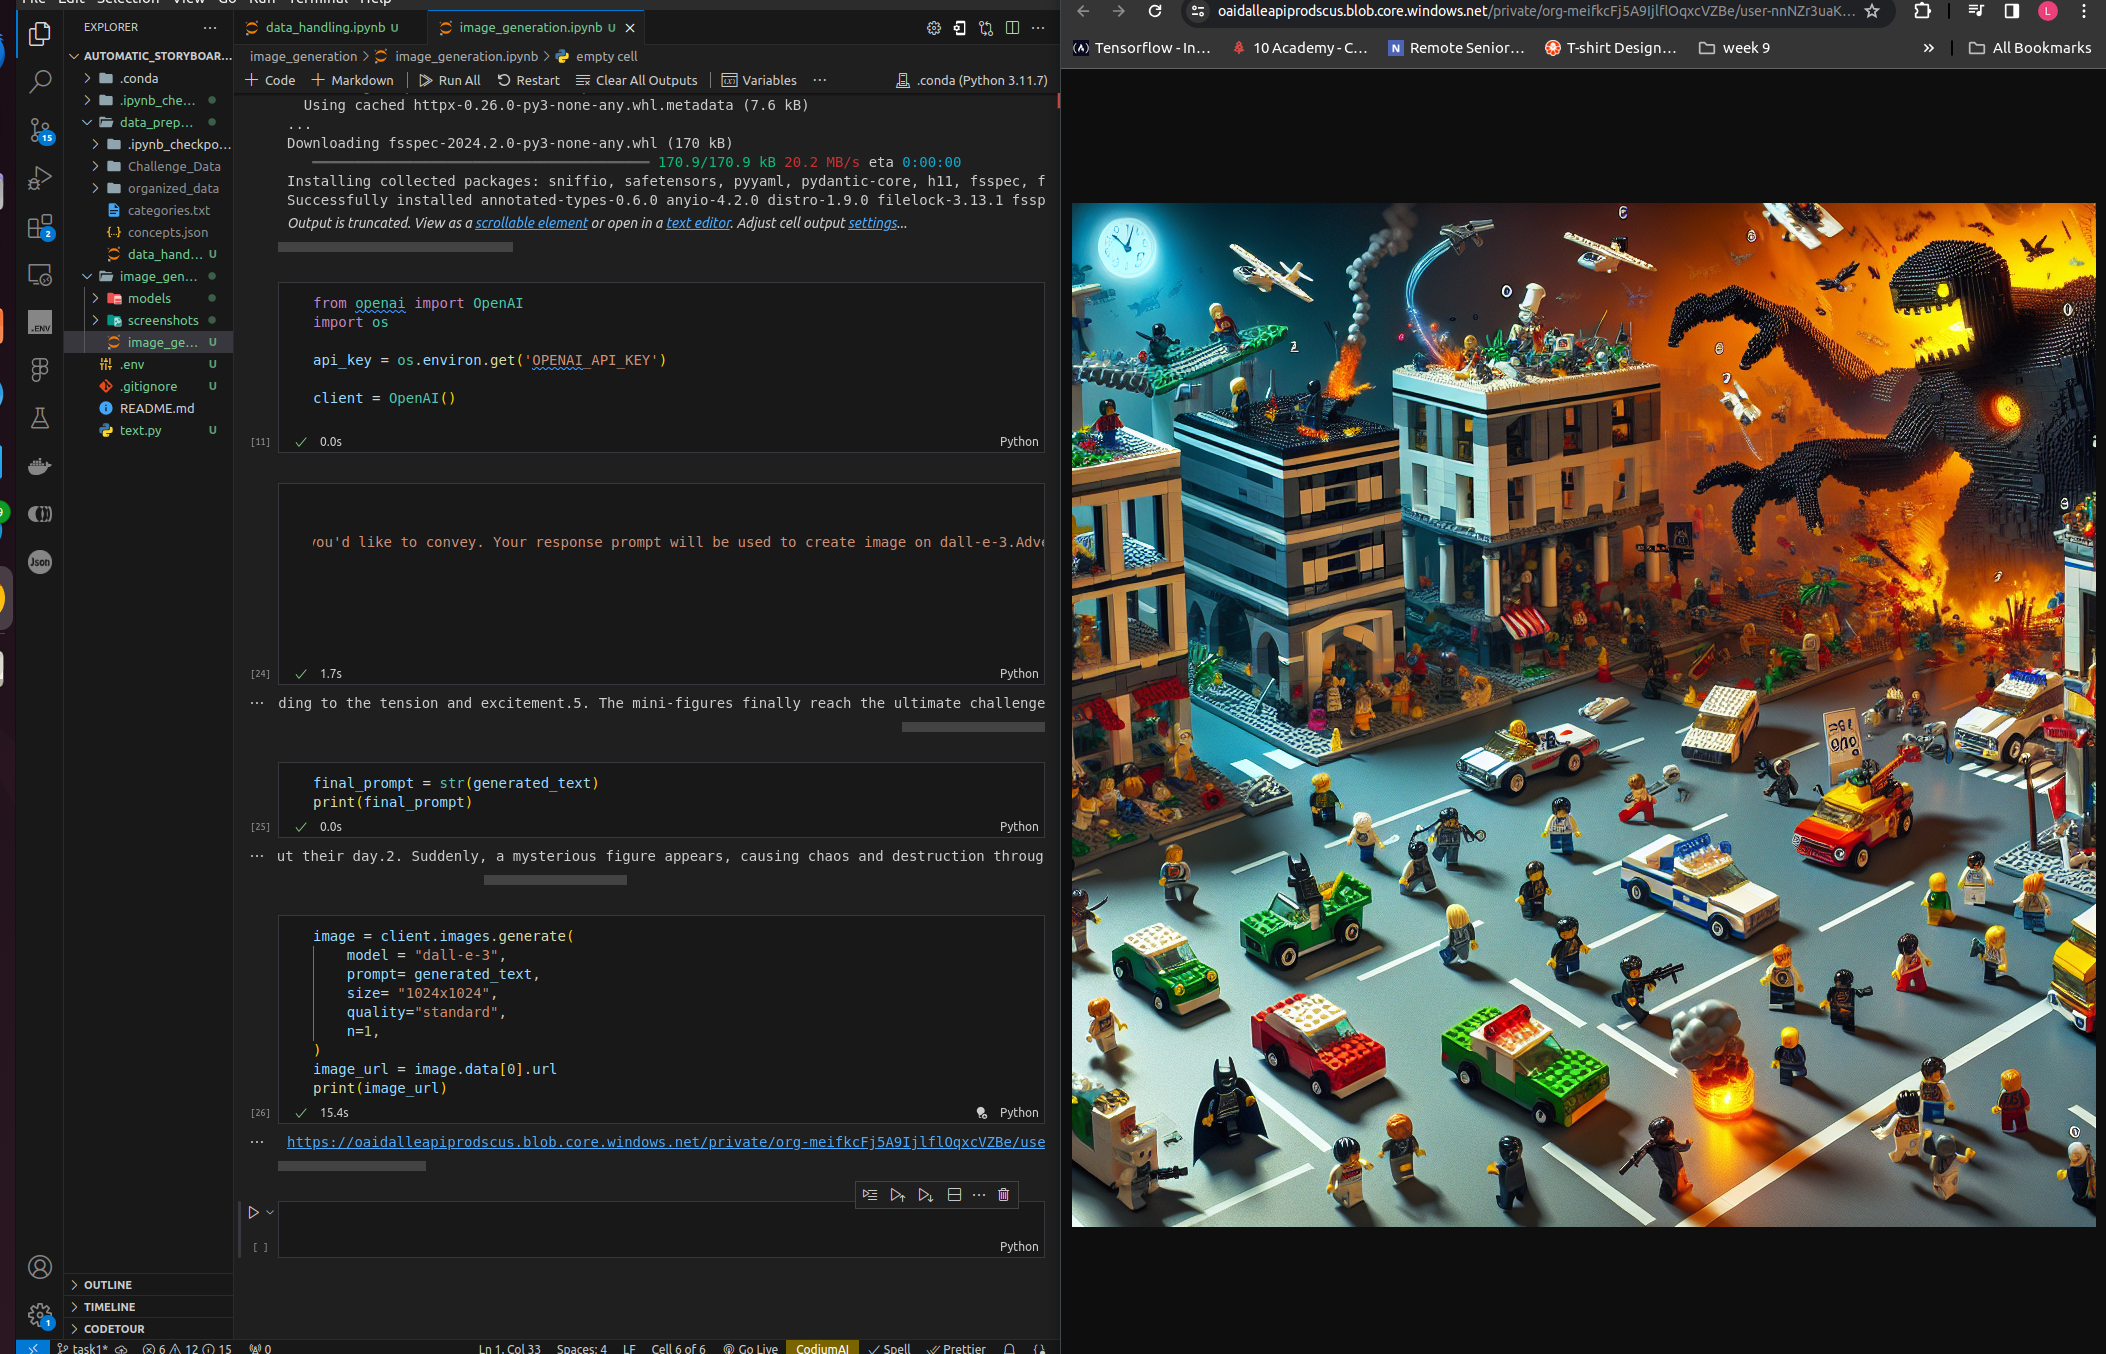 EXPLORER
AUTOMATIC_STORYBOAR...
.conda
.ipynb_che...
data_prep...
.ipynb_checkpo...
Challenge_Data
organized_data
categories.txt
concepts.json
data_hand... U
image_gen...
models
screenshots
image_ge... U
.env U
.gitignore U
README.md
text.py U
OUTLINE
TIMELINE
CODETOUR
15
2
.ENV
Json
1
data_handling.ipynb U
image_generation.ipynb U
image_generation > image_generation.ipynb > empty cell
Code Markdown Run All Restart Clear All Outputs Variables ... .conda (Python 3.11.7)
Using cached httpx-0.26.0-py3-none-any.whl.metadata (7.6 kB)
...
Downloading fsspec-2024.2.0-py3-none-any.whl (170 kB)
170.9/170.9 kB 20.2 MB/s eta 0:00:00
Installing collected packages: sniffio, safetensors, pyyaml, pydantic-core, h11, fsspec, f
Successfully installed annotated-types-0.6.0 anyio-4.2.0 distro-1.9.0 filelock-3.13.1 fssp
Output is truncated. View as a scrollable element or open in a text editor. Adjust cell output settings...
from openai import OpenAI
import os
api_key = os.environ.get('OPENAI_API_KEY')
client = OpenAI()
[11] 0.0s Python
you'd like to convey. Your response prompt will be used to create image on dall-e-3.Adve
[24] 1.7s Python
... ding to the tension and excitement.5. The mini-figures finally reach the ultimate challenge
final_prompt = str(generated_text)
print(final_prompt)
[25] 0.0s Python
... ut their day.2. Suddenly, a mysterious figure appears, causing chaos and destruction throug
image = client.images.generate(
model = "dall-e-3",
prompt= generated_text,
size= "1024x1024",
quality="standard",
n=1,
)
image_url = image.data[0].url
print(image_url)
[26] 15.4s Python
... https://oaidalleapiprodscus.blob.core.windows.net/private/org-meifkcFj5A9IjlflOqxcVZBe/use
[ ] Python
task1* 6 12 15 0 Ln 1, Col 33 Spaces: 4 LF Cell 6 of 6 Go Live CodiumAI Spell Prettier
oaidalleapiprodscus.blob.core.windows.net/private/org-meifkcFj5A9IjlflOqxcVZBe/user-nnNZr3uaK...
L
Tensorflow - In... 10 Academy - C... Remote Senior... T-shirt Design... week 9 » All Bookmarks